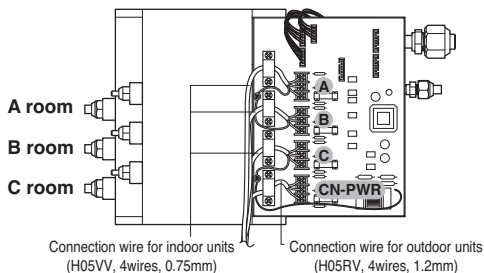 A room
B room
C room
A
B
C
CN-PWR
Connection wire for indoor units
(H05VV, 4wires, 0.75mm)
Connection wire for outdoor units
(H05RV, 4wires, 1.2mm)